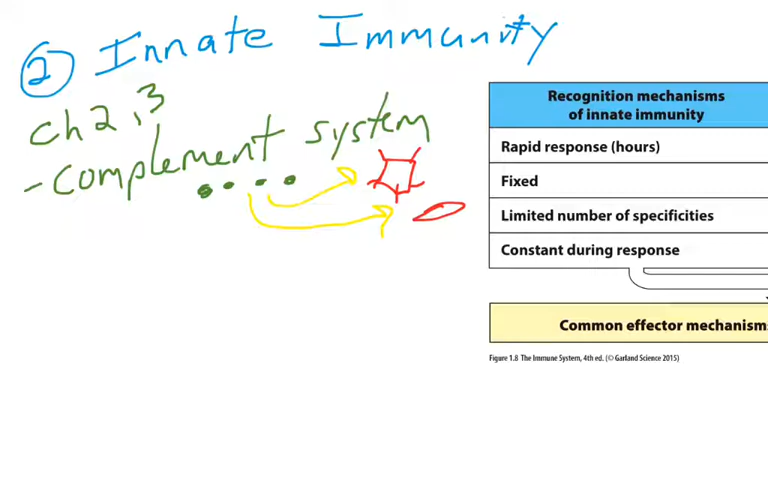 ② Innate Immunity
ch 2, 3
- complement system
Recognition mechanisms
of innate immunity
Rapid response (hours)
Fixed
Limited number of specificities
Constant during response
Common effector mechanism
Figure 1.8 The Immune System, 4th ed. (© Garland Science 2015)